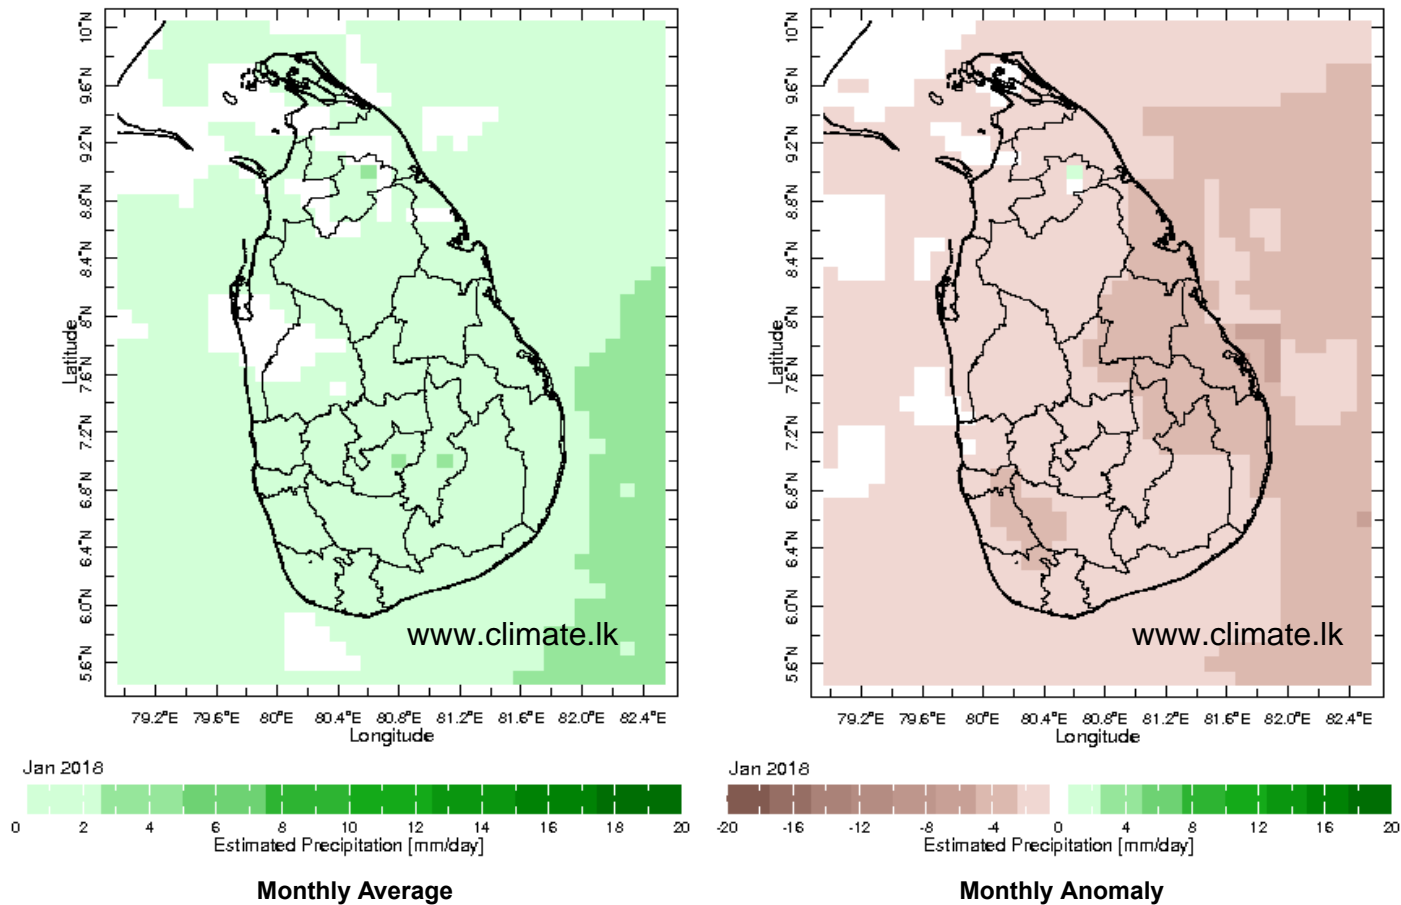 10°N
9.6°N
9.2°N
8.8°N
8.4°N
8°N
7.6°N
7.2°N
6.8°N
6.4°N
6.0°N
5.6°N
Latitude
www.climate.lk
79.2°E 79.6°E 80°E 80.4°E 80.8°E 81.2°E 81.6°E 82.0°E 82.4°E
Longitude
Jan 2018
0 2 4 6 8 10 12 14 16 18 20
Estimated Precipitation [mm/day]
Monthly Average
10°N
9.6°N
9.2°N
8.8°N
8.4°N
8°N
7.6°N
7.2°N
6.8°N
6.4°N
6.0°N
5.6°N
Latitude
www.climate.lk
79.2°E 79.6°E 80°E 80.4°E 80.8°E 81.2°E 81.6°E 82.0°E 82.4°E
Longitude
Jan 2018
-20 -16 -12 -8 -4 0 4 8 12 16 20
Estimated Precipitation [mm/day]
Monthly Anomaly